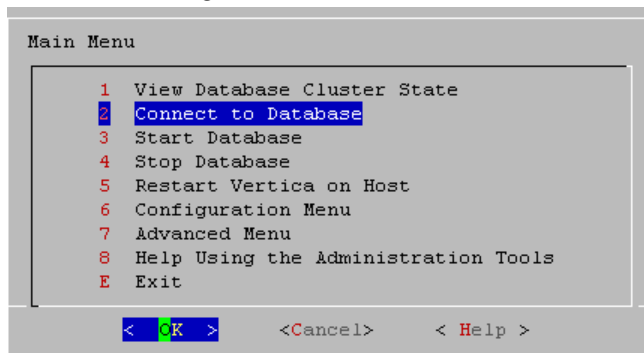 Main Menu
1 View Database Cluster State
2 Connect to Database
3 Start Database
4 Stop Database
5 Restart Vertica on Host
6 Configuration Menu
7 Advanced Menu
8 Help Using the Administration Tools
E Exit
< OK > <Cancel> < Help >